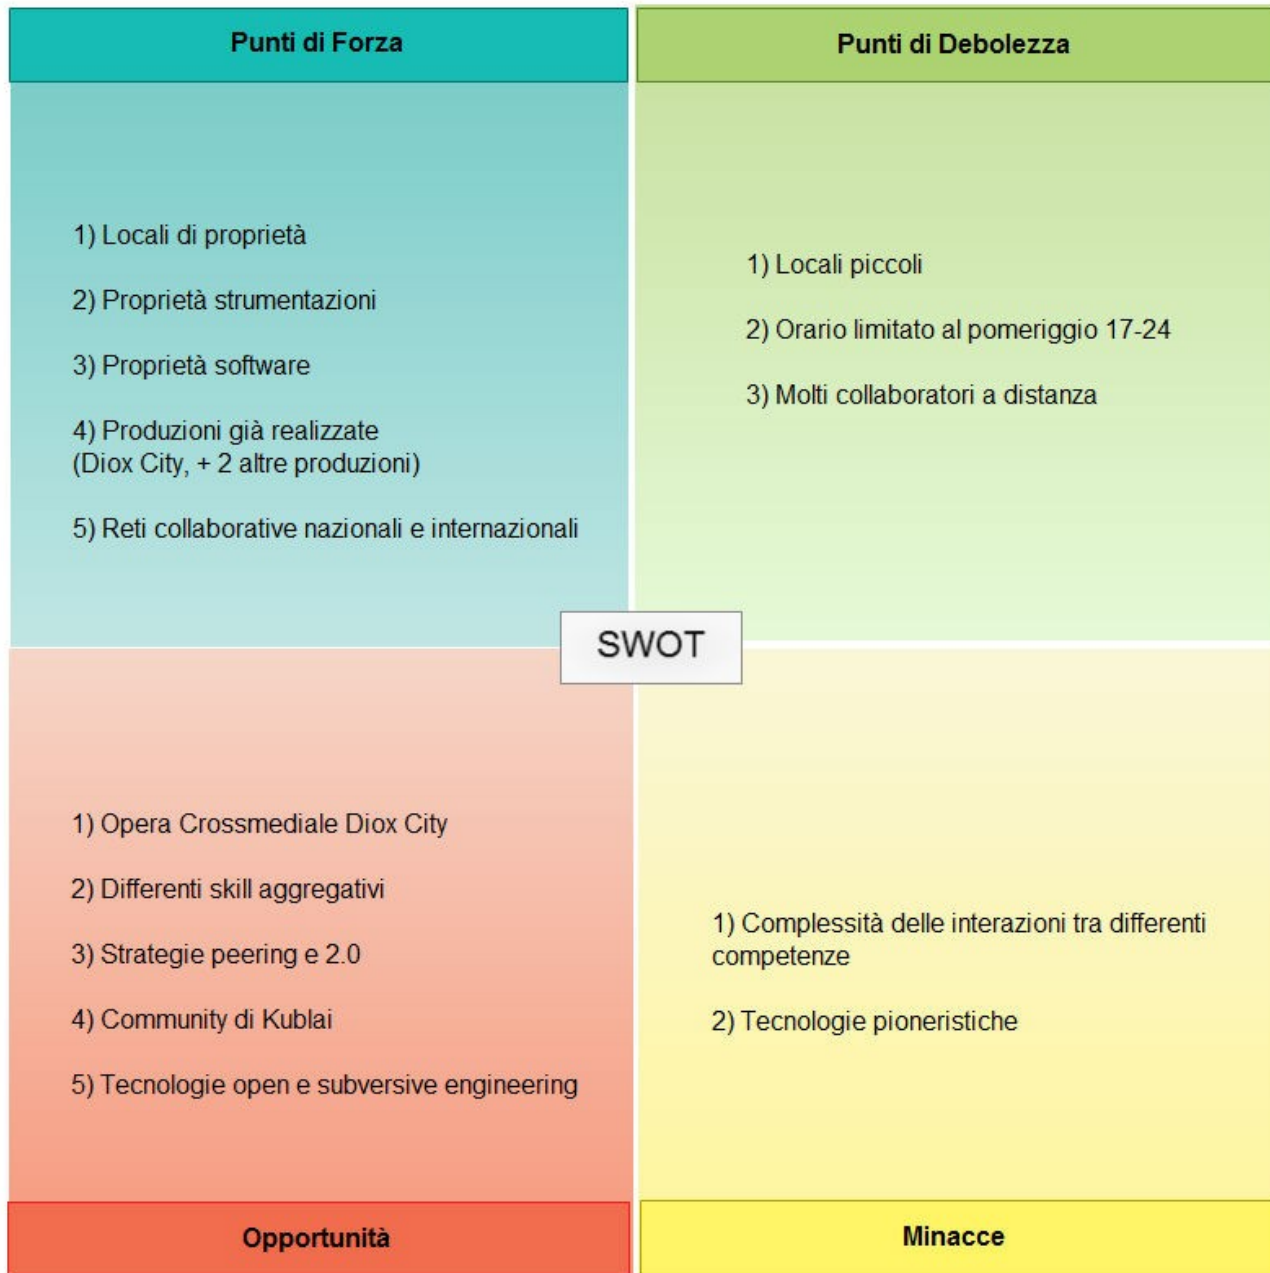 Punti di Forza
1) Locali di proprietà
2) Proprietà strumentazioni
3) Proprietà software
4) Produzioni già realizzate
(Diox City, + 2 altre produzioni)
5) Reti collaborative nazionali e internazionali
Punti di Debolezza
1) Locali piccoli
2) Orario limitato al pomeriggio 17-24
3) Molti collaboratori a distanza
SWOT
1) Opera Crossmediale Diox City
2) Differenti skill aggregativi
3) Strategie peering e 2.0
4) Community di Kublai
5) Tecnologie open e subversive engineering
Opportunità
1) Complessità delle interazioni tra differenti
competenze
2) Tecnologie pioneristiche
Minacce